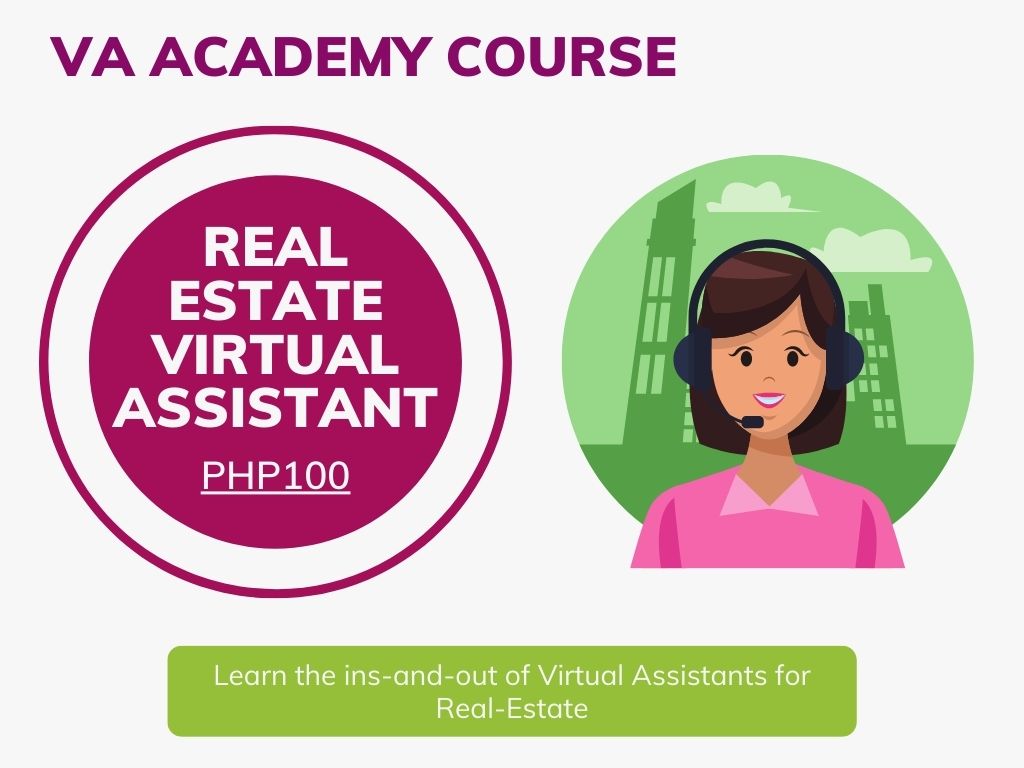 VA ACADEMY COURSE
REAL
ESTATE
VIRTUAL
ASSISTANT
PHP100
Learn the ins-and-out of Virtual Assistants for
Real-Estate